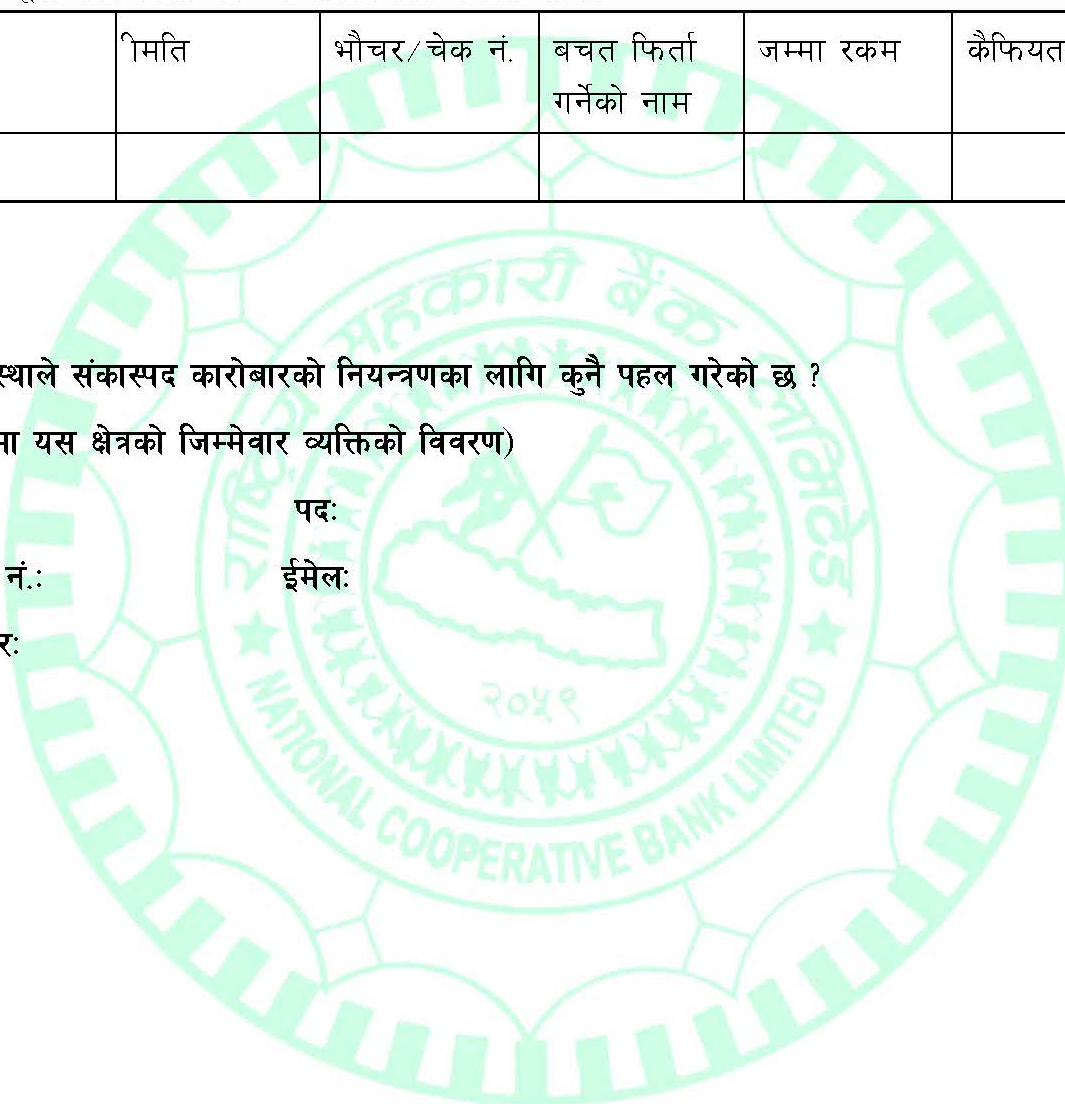 मिति भौचर/चेक नं. बचत फिर्ता जम्मा रकम कैफियत
गर्नेको नाम
राष्ट्रिय सहकारी बैंक लिमिटेड
स्थाले संकास्पद कारोबारको नियन्त्रणका लागि कुनै पहल गरेको छ ?
मा यस क्षेत्रको जिम्मेवार व्यक्तिको विवरण)
पदः
नं.: ईमेलः
रः
२०५९
NATIONAL COOPERATIVE BANK LIMITED